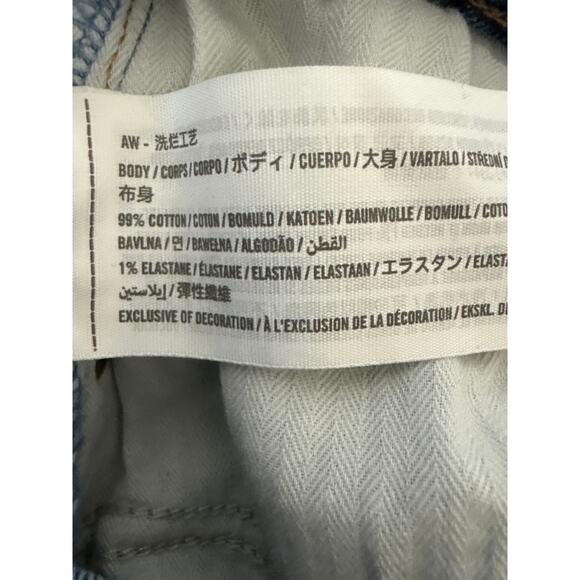 AW - 洗烂工艺
BODY / CORPS / CORPO / ボディ / CUERPO / 大身 / VARTALO / STŘEDNÍ
布身
99% COTTON / COTON / BOMULD / KATOEN / BAUMWOLLE / BOMULL / COTO
BAVLNA / 면 / BAWEŁNA / ALGODÃO / القطن
1% ELASTANE / ÉLASTANE / ELASTAN / ELASTAAN / エラスタン / ELAST
إيلاستين / 彈性纖維
EXCLUSIVE OF DECORATION / À L'EXCLUSION DE LA DÉCORATION / EKSKL.